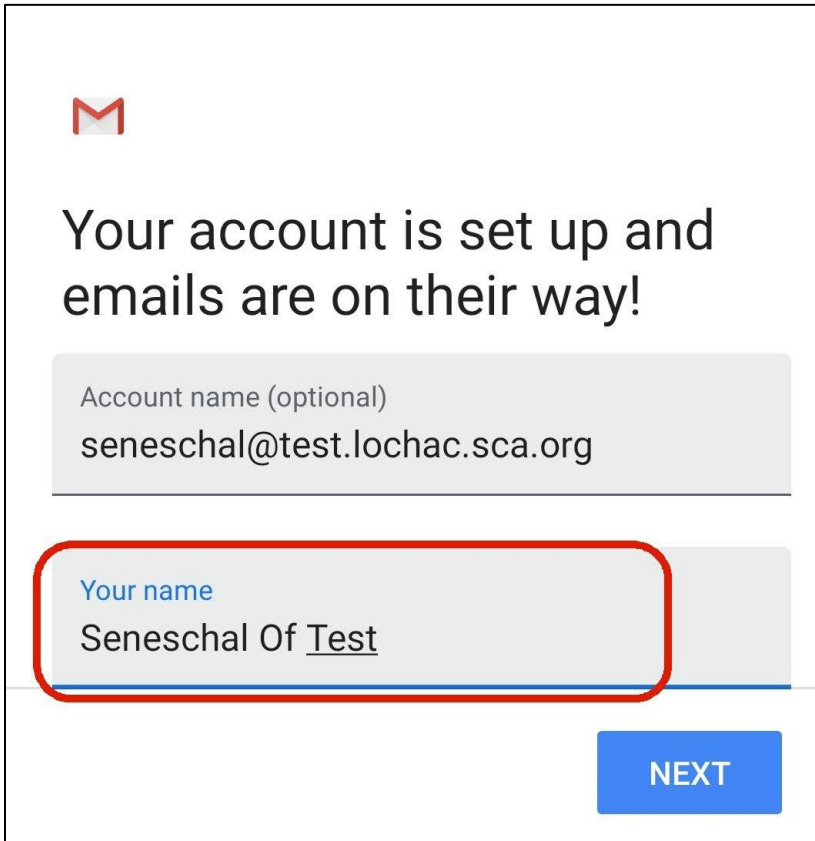 Your account is set up and
emails are on their way!
Account name (optional)
seneschal@test.lochac.sca.org
Your name
Seneschal Of Test
NEXT